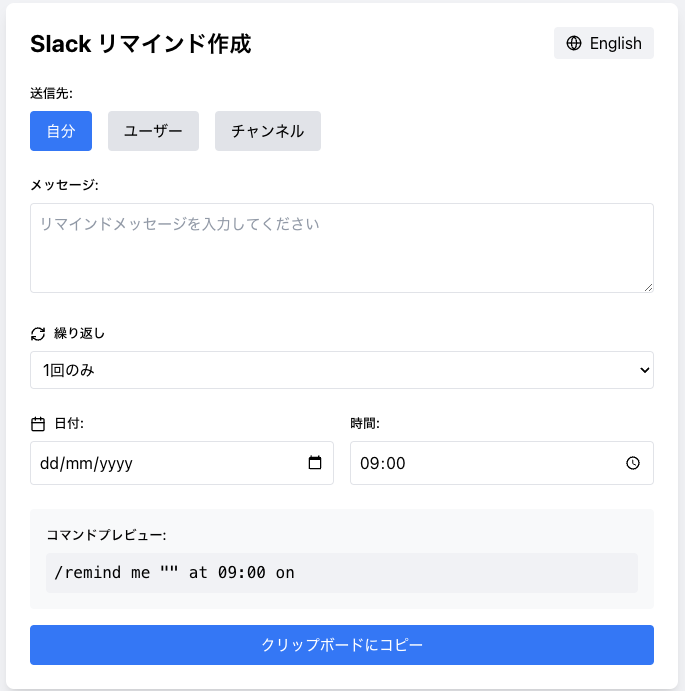 Slack リマインド作成
English
送信先:
自分 ユーザー チャンネル
メッセージ:
リマインドメッセージを入力してください
繰り返し
1回のみ
日付: 時間:
dd/mm/yyyy 09:00
コマンドプレビュー:
/remind me "" at 09:00 on
クリップボードにコピー